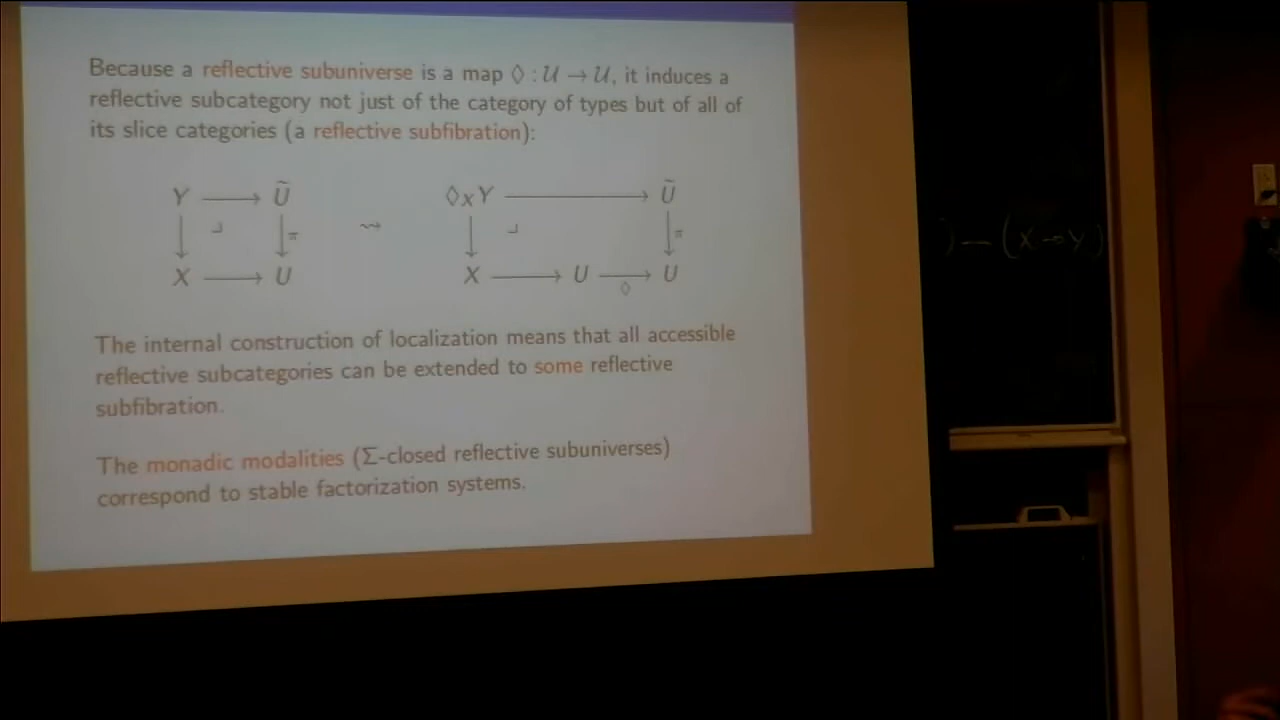 Because a reflective subuniverse is a map ◊ : 𝒰 → 𝒰, it induces a
reflective subcategory not just of the category of types but of all of
its slice categories (a reflective subfibration):
Y → Ũ ◊_X Y → Ũ
⌟ π ⇝ ⌟ π
X → U X → U → U
◊
The internal construction of localization means that all accessible
reflective subcategories can be extended to some reflective
subfibration.
The monadic modalities (Σ-closed reflective subuniverses)
correspond to stable factorization systems.
) — (X → Y)